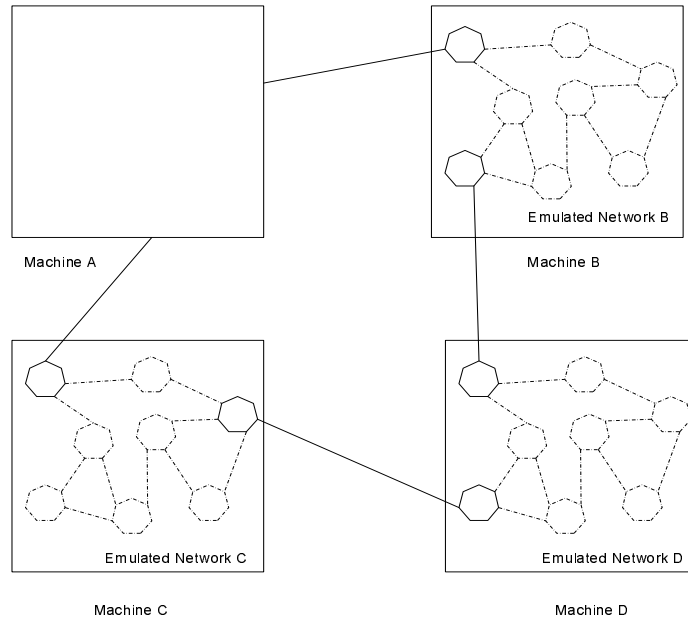 Emulated Network B
Machine A
Machine B
Emulated Network C
Emulated Network D
Machine C
Machine D